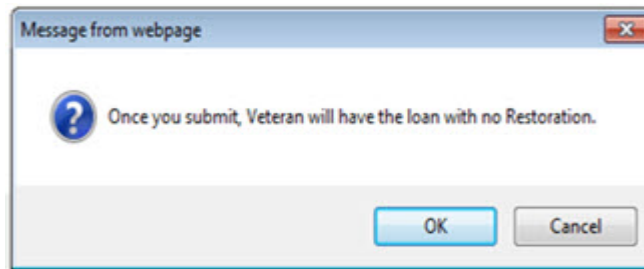 Message from webpage
Once you submit, Veteran will have the loan with no Restoration.
OK Cancel